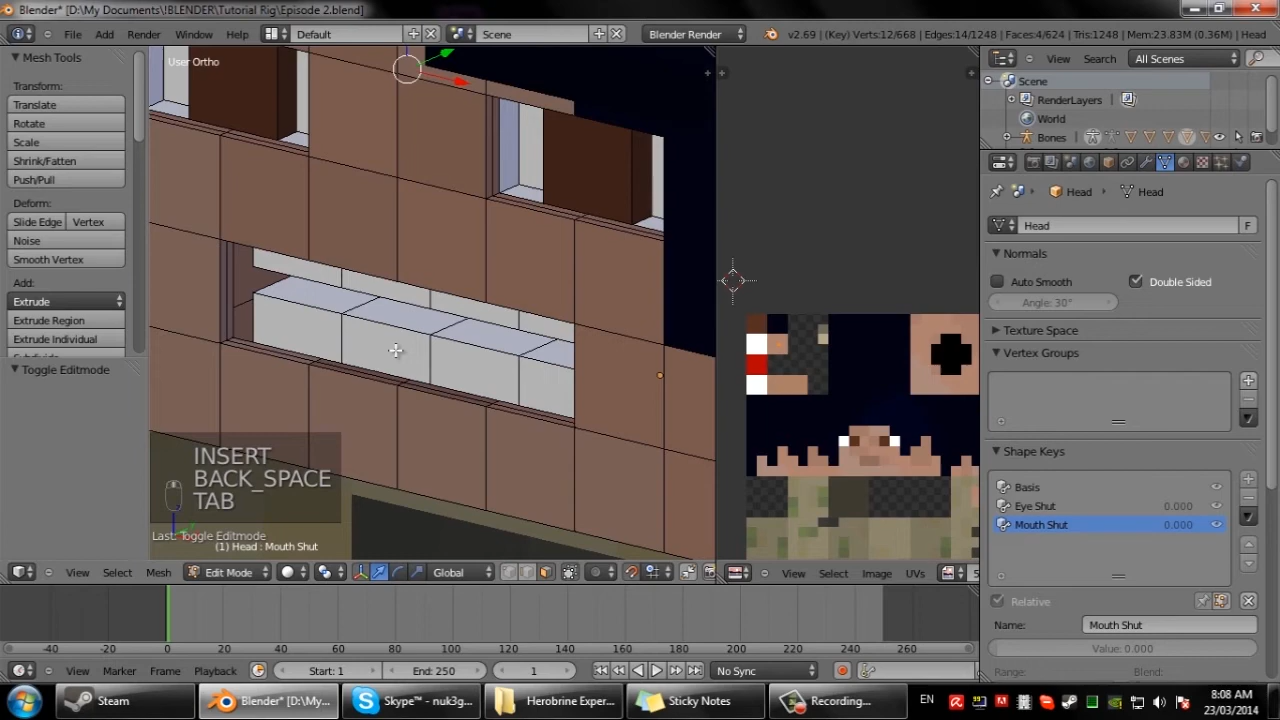 Blender* [D:\My Documents\!BLENDER\Tutorial Rig\Episode 2.blend]
File Add Render Window Help Default Scene Blender Render v2.69 | (Key) Verts:12/668 | Edges:14/1248 | Faces:4/624 | Tris:1248 | Mem:23.83M (0.36M) | Head
Mesh Tools
Transform:
Translate
Rotate
Scale
Shrink/Fatten
Push/Pull
Deform:
Slide Edge Vertex
Noise
Smooth Vertex
Add:
Extrude
Extrude Region
Extrude Individual
Toggle Editmode
User Ortho
INSERT
BACK_SPACE
TAB
Last: Toggle Editmode
(1) Head : Mouth Shut
View Select Mesh Edit Mode Global
View Select Image UVs
View Search All Scenes
Scene
RenderLayers
World
Bones
Head Head
Head F
Normals
Auto Smooth Double Sided
Angle: 30°
Texture Space
Vertex Groups
Shape Keys
Basis
Eye Shut 0.000
Mouth Shut 0.000
Relative
Name: Mouth Shut
Value: 0.000
Range: Blend:
-40 -20 0 20 40 60 80 100 120 140 160 180 200 220 240 260
View Marker Frame Playback Start: 1 End: 250 1 No Sync
Steam Blender* [D:\My... Skype™ - nuk3g... Herobrine Exper... Sticky Notes Recording... EN 8:08 AM
23/03/2014